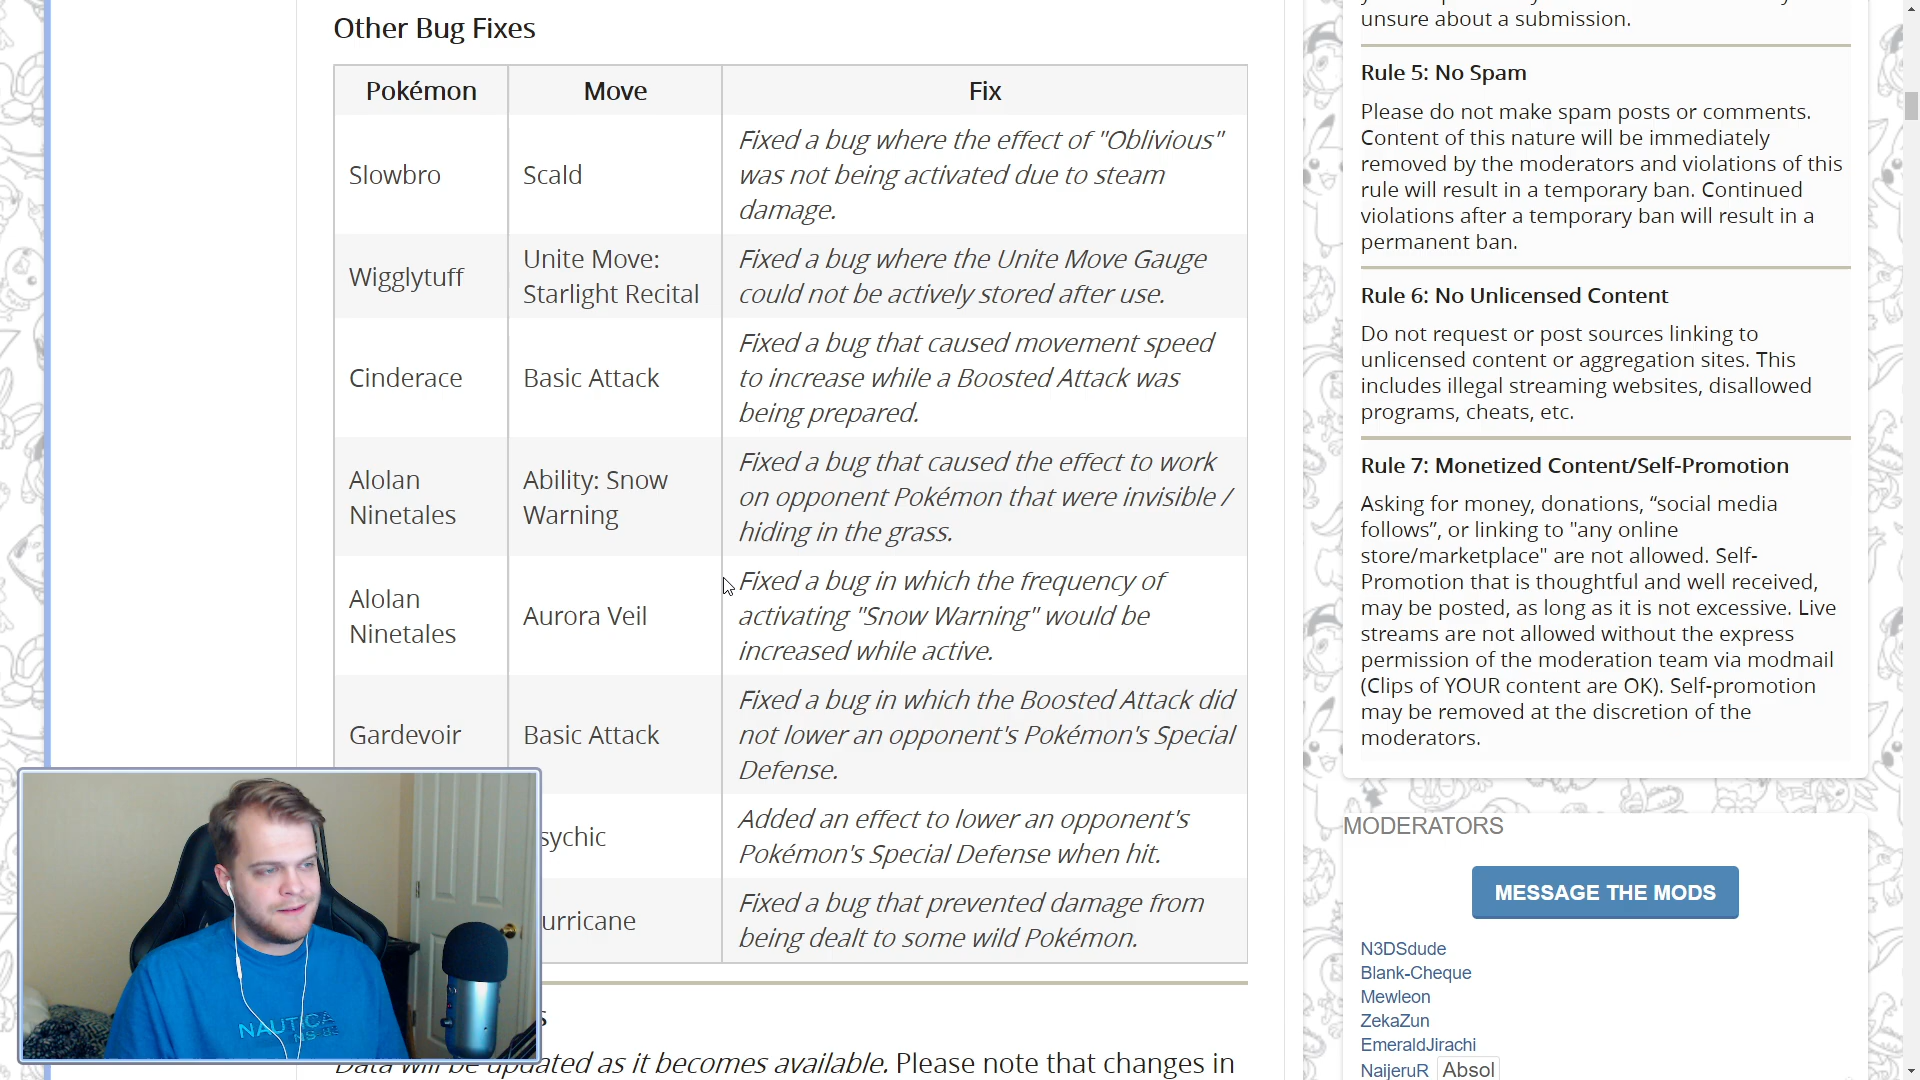 Other Bug Fixes
Pokémon Move Fix
Slowbro
Scald
Fixed a bug where the effect of "Oblivious"
was not being activated due to steam
damage.
Wigglytuff
Unite Move:
Starlight Recital
Fixed a bug where the Unite Move Gauge
could not be actively stored after use.
Cinderace
Basic Attack
Fixed a bug that caused movement speed
to increase while a Boosted Attack was
being prepared.
Alolan
Ninetales
Ability: Snow
Warning
Fixed a bug that caused the effect to work
on opponent Pokémon that were invisible /
hiding in the grass.
Alolan
Ninetales
Aurora Veil
Fixed a bug in which the frequency of
activating "Snow Warning" would be
increased while active.
Gardevoir
Basic Attack
Fixed a bug in which the Boosted Attack did
not lower an opponent's Pokémon's Special
Defense.
sychic
Added an effect to lower an opponent's
Pokémon's Special Defense when hit.
urricane
Fixed a bug that prevented damage from
being dealt to some wild Pokémon.
s
Data will be updated as it becomes available. Please note that changes in
NAUTICA
unsure about a submission.
Rule 5: No Spam
Please do not make spam posts or comments.
Content of this nature will be immediately
removed by the moderators and violations of this
rule will result in a temporary ban. Continued
violations after a temporary ban will result in a
permanent ban.
Rule 6: No Unlicensed Content
Do not request or post sources linking to
unlicensed content or aggregation sites. This
includes illegal streaming websites, disallowed
programs, cheats, etc.
Rule 7: Monetized Content/Self-Promotion
Asking for money, donations, “social media
follows”, or linking to "any online
store/marketplace" are not allowed. Self-
Promotion that is thoughtful and well received,
may be posted, as long as it is not excessive. Live
streams are not allowed without the express
permission of the moderation team via modmail
(Clips of YOUR content are OK). Self-promotion
may be removed at the discretion of the
moderators.
MODERATORS
MESSAGE THE MODS
N3DSdude
Blank-Cheque
Mewleon
ZekaZun
EmeraldJirachi
NaijeruR Absol